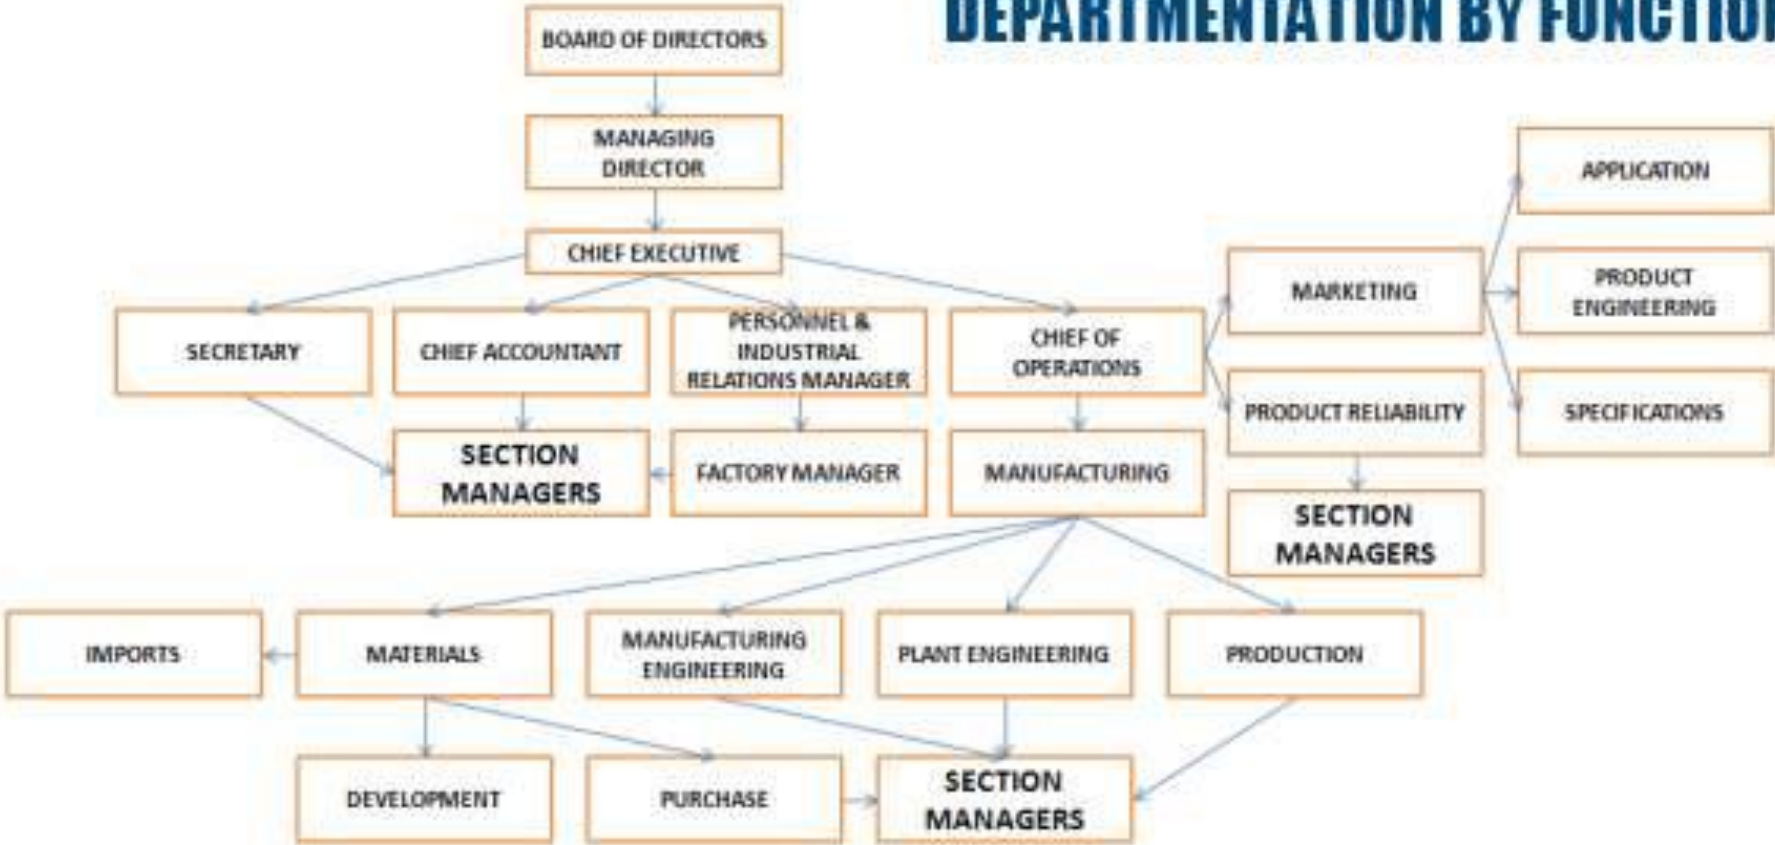 DEPARTMENTATION BY FUNCTION
BOARD OF DIRECTORS
MANAGING
DIRECTOR
CHIEF EXECUTIVE
SECRETARY
CHIEF ACCOUNTANT
PERSONNEL &
INDUSTRIAL
RELATIONS MANAGER
CHIEF OF
OPERATIONS
MARKETING
APPLICATION
PRODUCT
ENGINEERING
PRODUCT RELIABILITY
SPECIFICATIONS
SECTION
MANAGERS
FACTORY MANAGER
MANUFACTURING
SECTION
MANAGERS
IMPORTS
MATERIALS
MANUFACTURING
ENGINEERING
PLANT ENGINEERING
PRODUCTION
DEVELOPMENT
PURCHASE
SECTION
MANAGERS